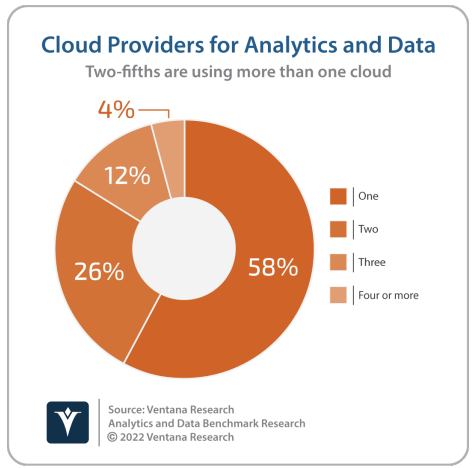 Cloud Providers for Analytics and Data
Two-fifths are using more than one cloud
4%
12%
26%
58%
One
Two
Three
Four or more
Source: Ventana Research
Analytics and Data Benchmark Research
© 2022 Ventana Research